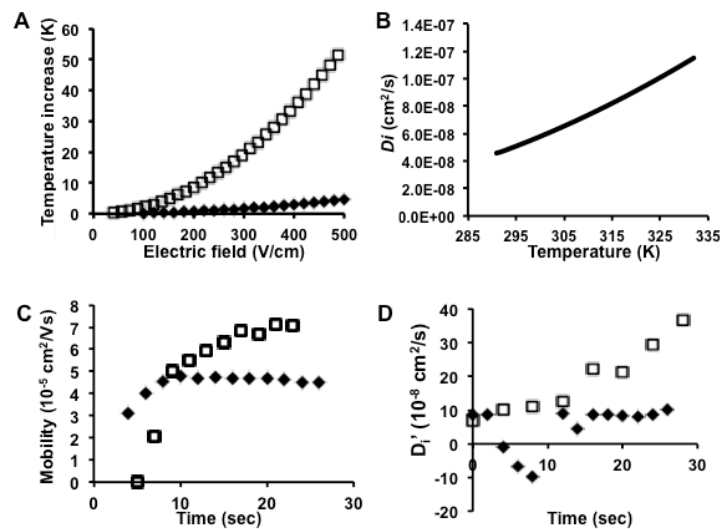 A
Temperature increase (K)
60
50
40
30
20
10
0
0 100 200 300 400 500
Electric field (V/cm)
B
Di (cm²/s)
1.4E-07
1.2E-07
1.0E-07
8.0E-08
6.0E-08
4.0E-08
2.0E-08
0.0E+00
285 295 305 315 325 335
Temperature (K)
C
Mobility (10⁻⁵ cm²/Vs)
8
7
6
5
4
3
2
1
0
0 10 20 30
Time (sec)
D
Di' (10⁻⁸ cm²/s)
40
30
20
10
0
-10
-20
0 10 20 30
Time (sec)